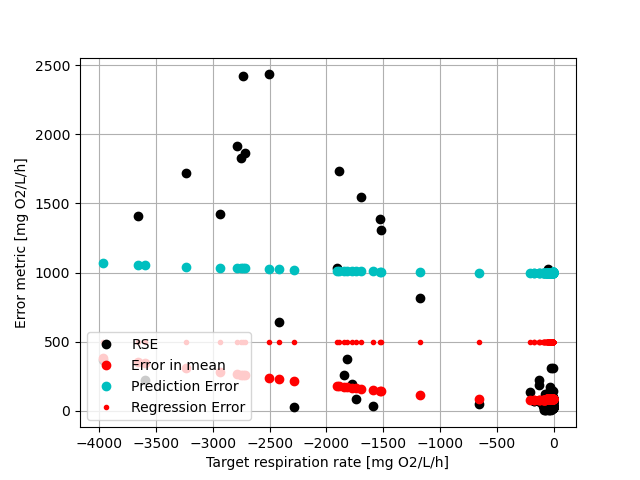 2500
2000
1500
1000
500
0
Error metric [mg O2/L/h]
RSE
Error in mean
Prediction Error
Regression Error
−4000 −3500 −3000 −2500 −2000 −1500 −1000 −500 0
Target respiration rate [mg O2/L/h]